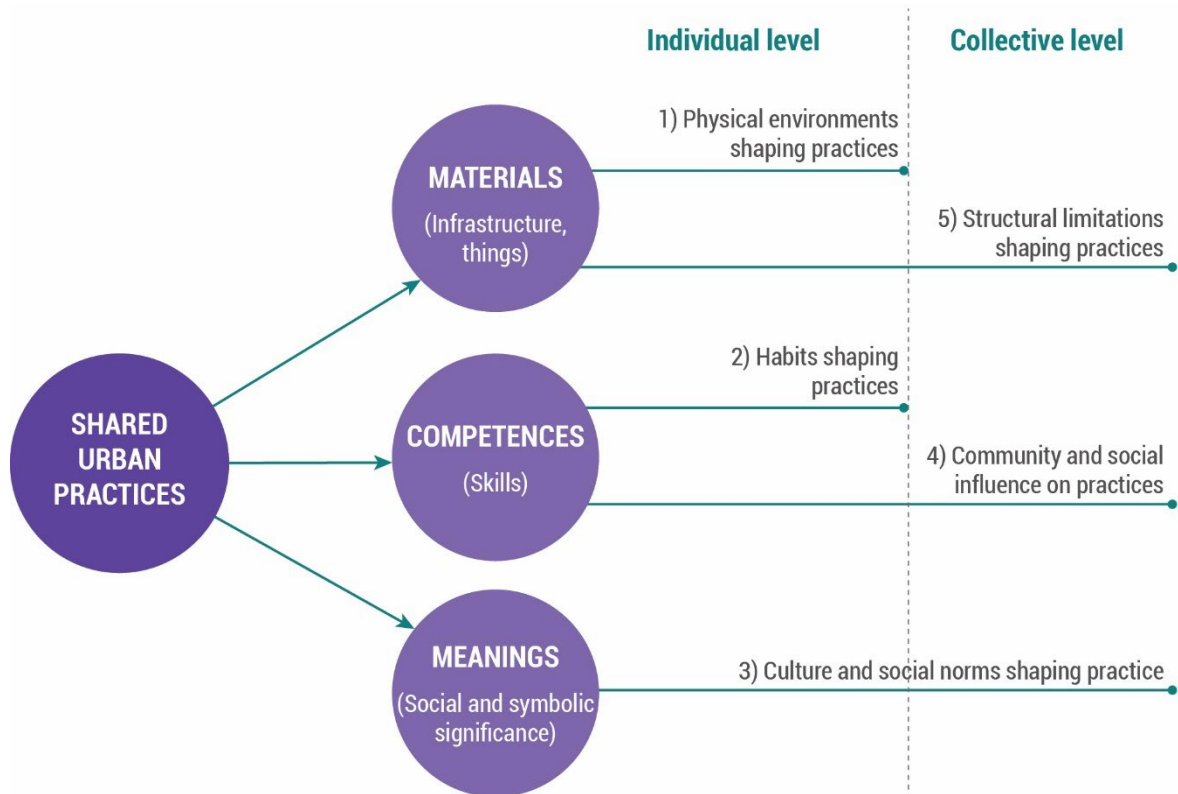 Individual level
Collective level
1) Physical environments
shaping practices
MATERIALS
(Infrastructure,
things)
5) Structural limitations
shaping practices
2) Habits shaping
practices
SHARED
URBAN
PRACTICES
COMPETENCES
(Skills)
4) Community and social
influence on practices
MEANINGS
(Social and symbolic
significance)
3) Culture and social norms shaping practice